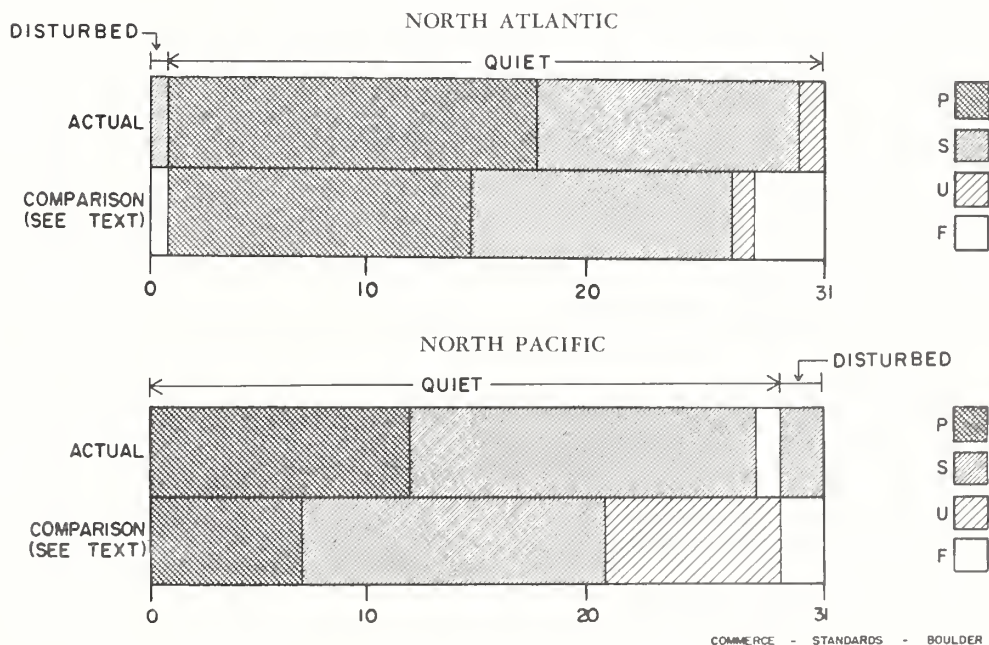 NORTH ATLANTIC
DISTURBED
QUIET
ACTUAL
COMPARISON
(SEE TEXT)
P
S
U
F
0 10 20 31
NORTH PACIFIC
DISTURBED
QUIET
ACTUAL
COMPARISON
(SEE TEXT)
P
S
U
F
0 10 20 31
COMMERCE - STANDARDS - BOULDER